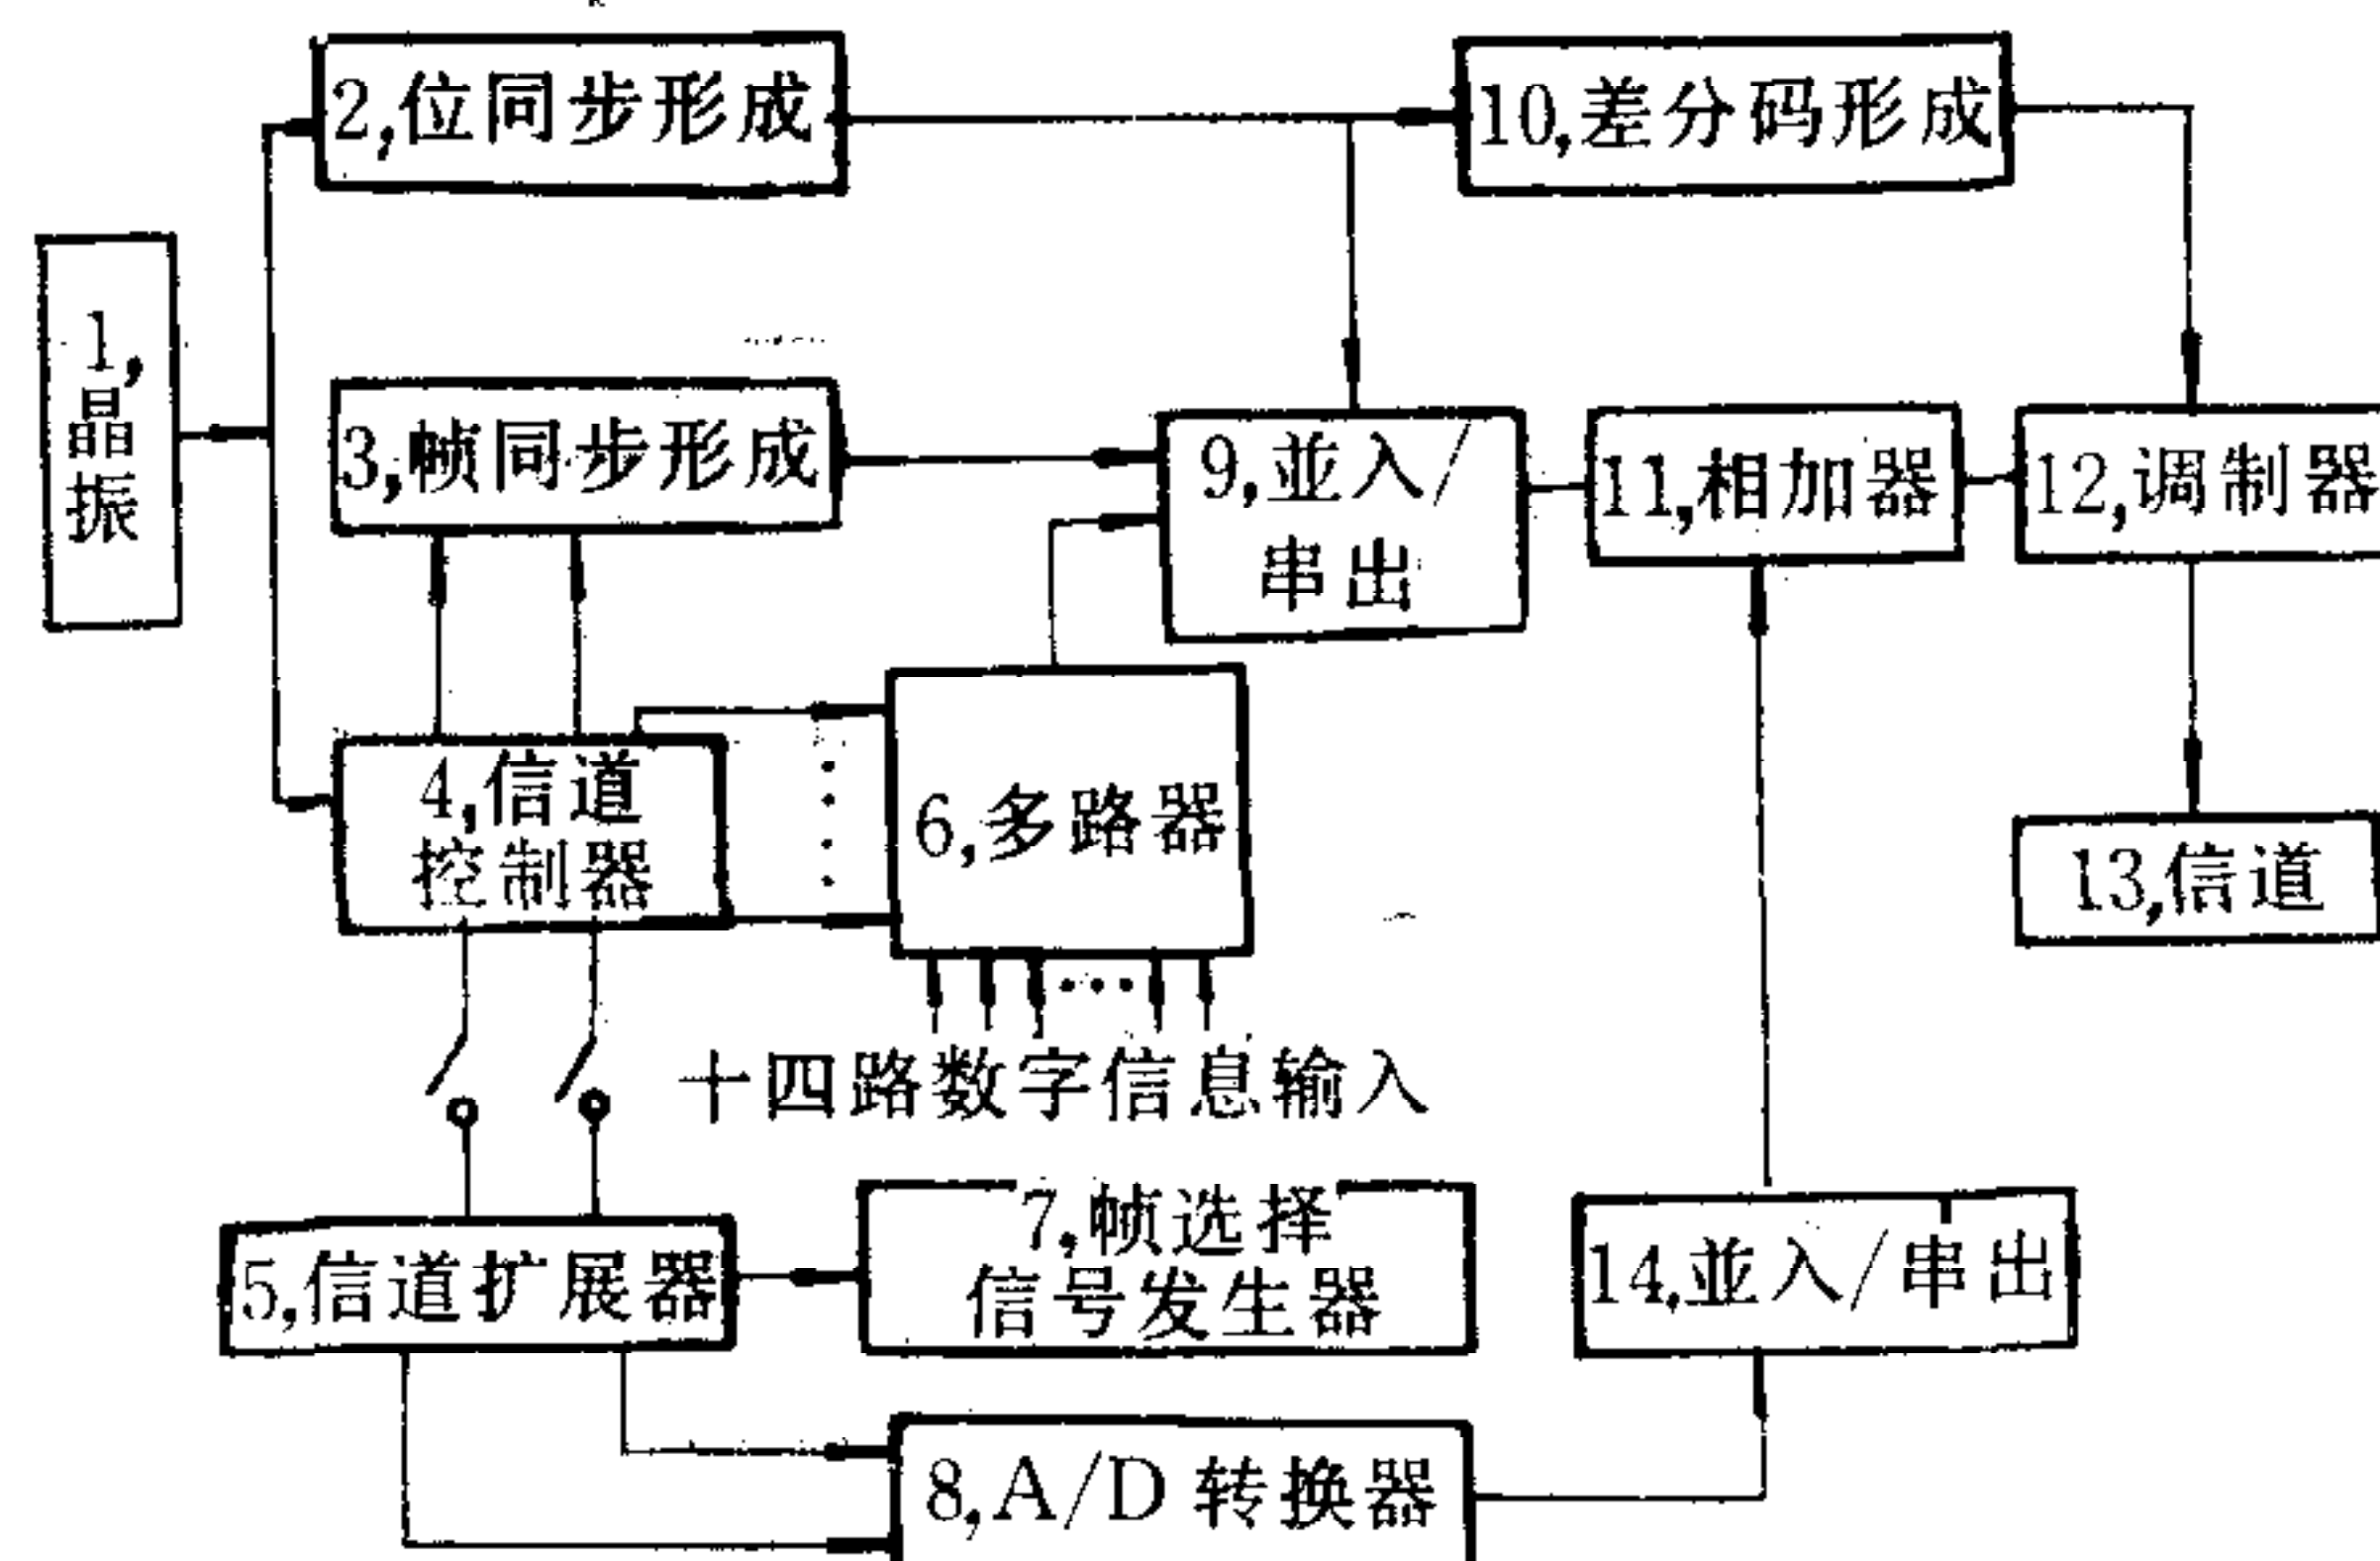 2,位同步形成
10,差分码形成
1,
晶
振
3,帧同步形成
9,並入/
串出
11,相加器
12,调制器
4,信道
控制器
6,多路器
13,信道
十四路数字信息输入
5,信道扩展器
7,帧选择
信号发生器
14,並入/串出
8,A/D 转换器